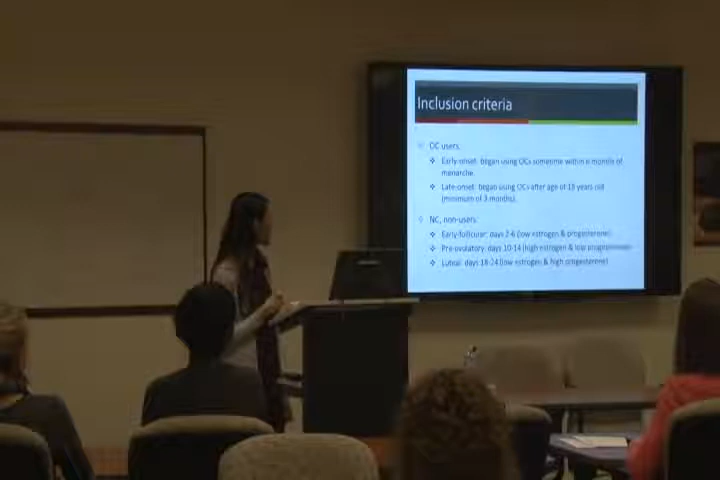 Inclusion criteria
OC users:
Early-onset: began using OCs sometime within 6 months of
menarche.
Late-onset: began using OCs after age of 18 years old
(minimum of 3 months).
NC, non-users:
Early-follicular: days 2-6 (low estrogen & progesterone)
Pre-ovulatory: days 10-14 (high estrogen & low progesterone)
Luteal: days 18-24 (low estrogen & high progesterone)